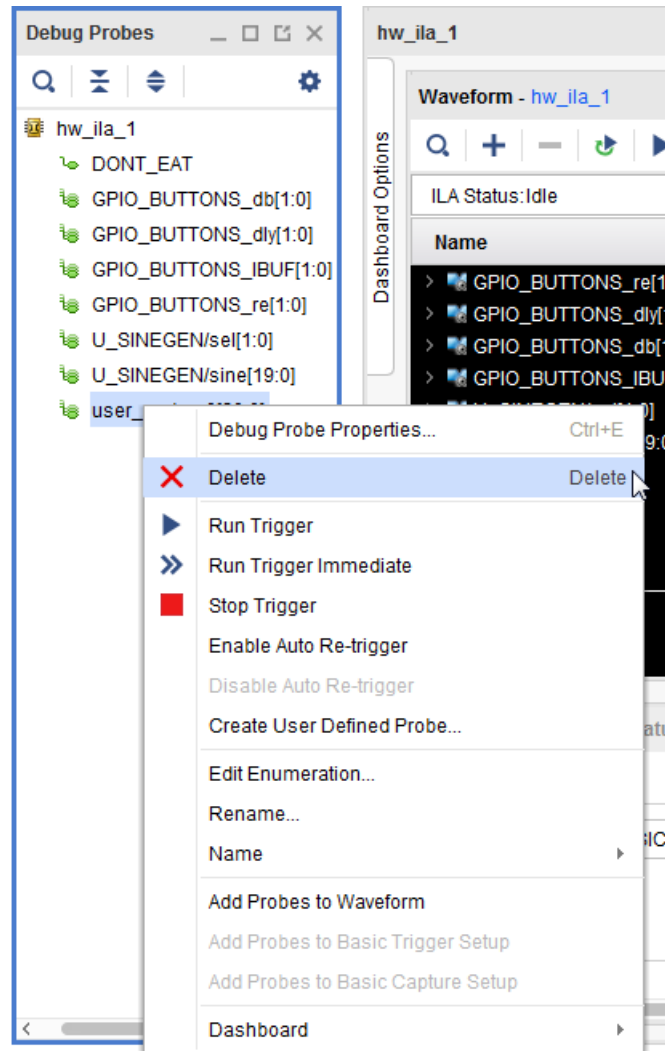 Debug Probes
hw_ila_1
DONT_EAT
GPIO_BUTTONS_db[1:0]
GPIO_BUTTONS_dly[1:0]
GPIO_BUTTONS_IBUF[1:0]
GPIO_BUTTONS_re[1:0]
U_SINEGEN/sel[1:0]
U_SINEGEN/sine[19:0]
user_
hw_ila_1
Dashboard Options
Waveform - hw_ila_1
ILA Status:Idle
Name
GPIO_BUTTONS_re[1
GPIO_BUTTONS_dly[
GPIO_BUTTONS_db[1
GPIO_BUTTONS_IBU
9:0
Debug Probe Properties... Ctrl+E
Delete Delete
Run Trigger
Run Trigger Immediate
Stop Trigger
Enable Auto Re-trigger
Disable Auto Re-trigger
Create User Defined Probe...
Edit Enumeration...
Rename...
Name
Add Probes to Waveform
Add Probes to Basic Trigger Setup
Add Probes to Basic Capture Setup
Dashboard